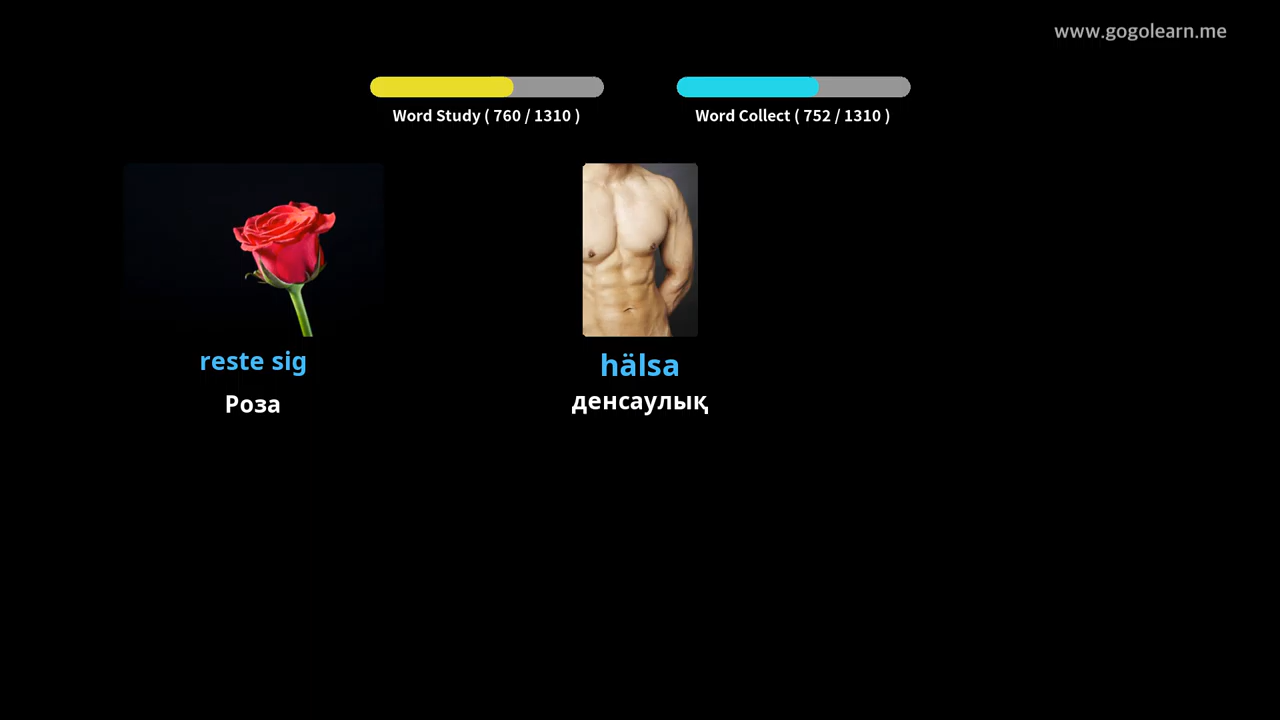 www.gogolearn.me
Word Study ( 760 / 1310 )
Word Collect ( 752 / 1310 )
reste sig
Роза
hälsa
денсаулық